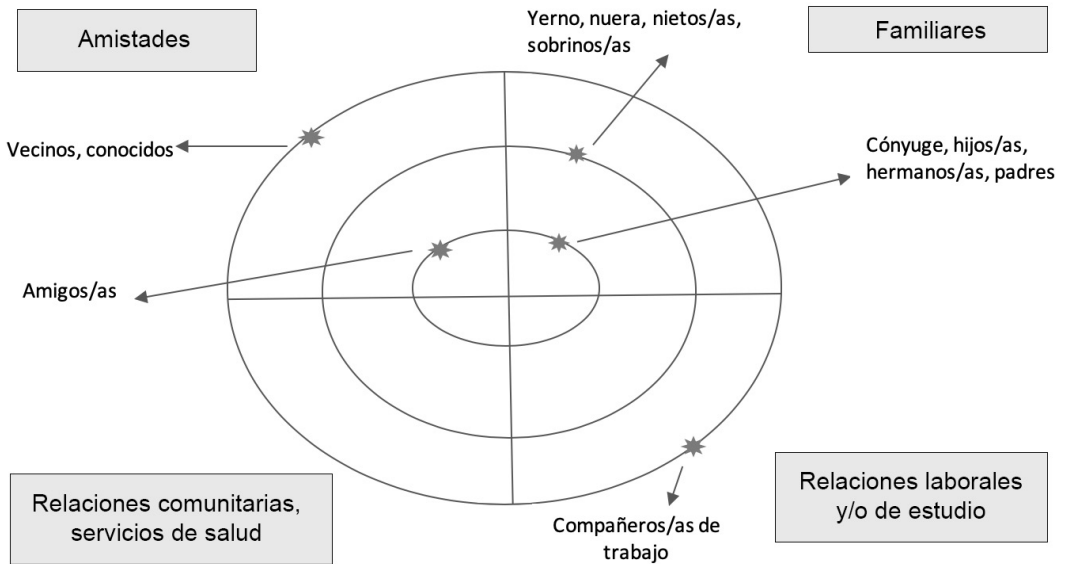 Amistades
Yerno, nuera, nietos/as,
sobrinos/as
Familiares
Vecinos, conocidos
Cónyuge, hijos/as,
hermanos/as, padres
Amigos/as
Relaciones comunitarias,
servicios de salud
Compañeros/as de
trabajo
Relaciones laborales
y/o de estudio